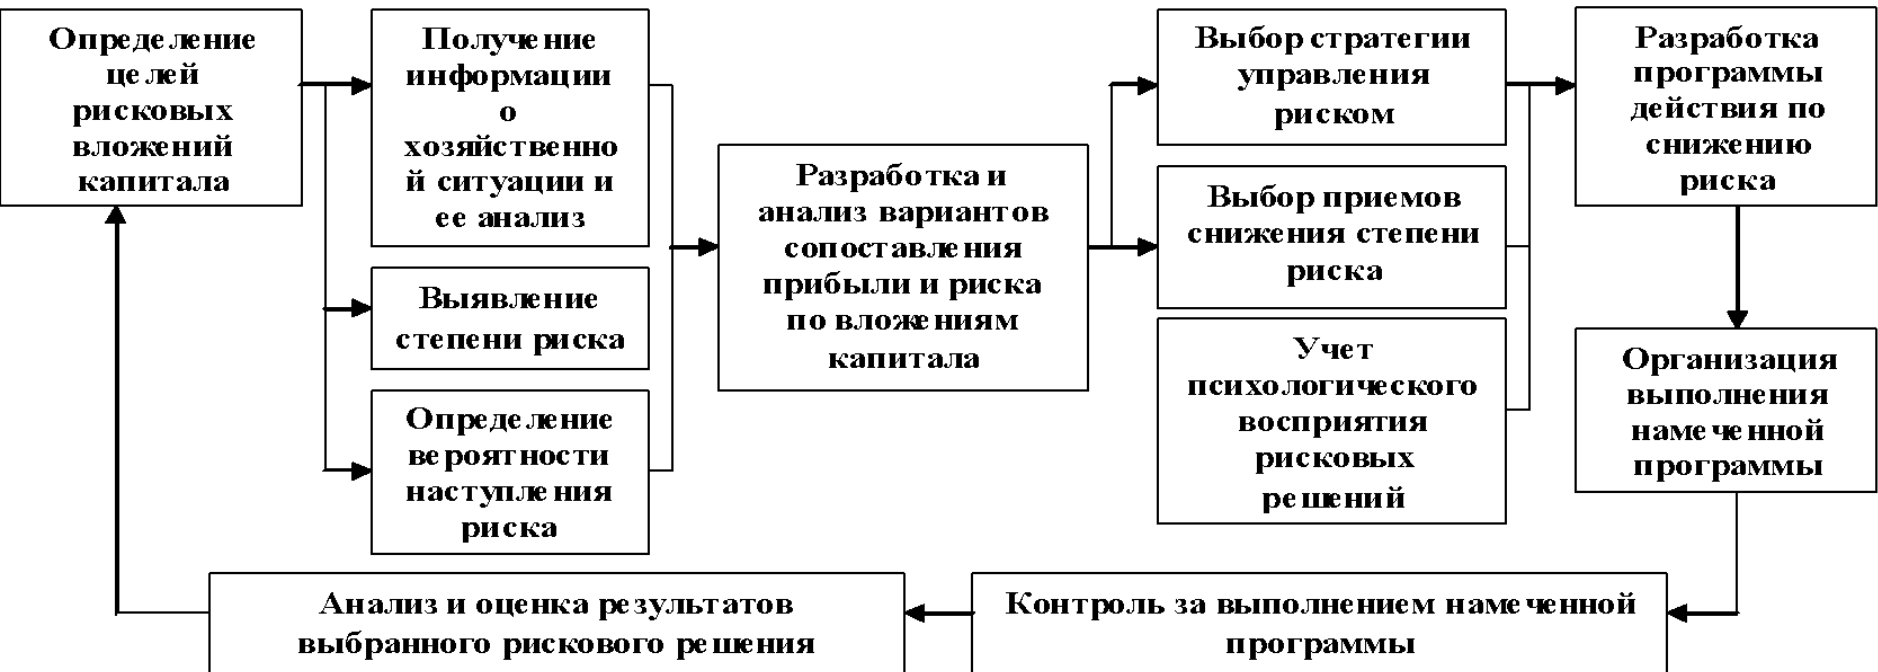 Определение
целей
рисковых
вложений
капитала
Получение
информаци
о
хозяйственно
й ситуации и
ее анализ
Выявление
степени риска
Определение
вероятности
наступления
риска
Разработка и
анализ вариантов
сопоставления
прибыли и риска
по вложениям
капитала
Выбор стратегии
управления
риском
Выбор приемов
снижения степени
риска
Учет
психологического
восприятия
рисковых
решений
Разработка
программы
действия по
снижению
риска
Организация
выполнения
намеченной
программы
Контроль за выполнением намеченной
программы
Анализ и оценка результатов
выбранного рискового решения